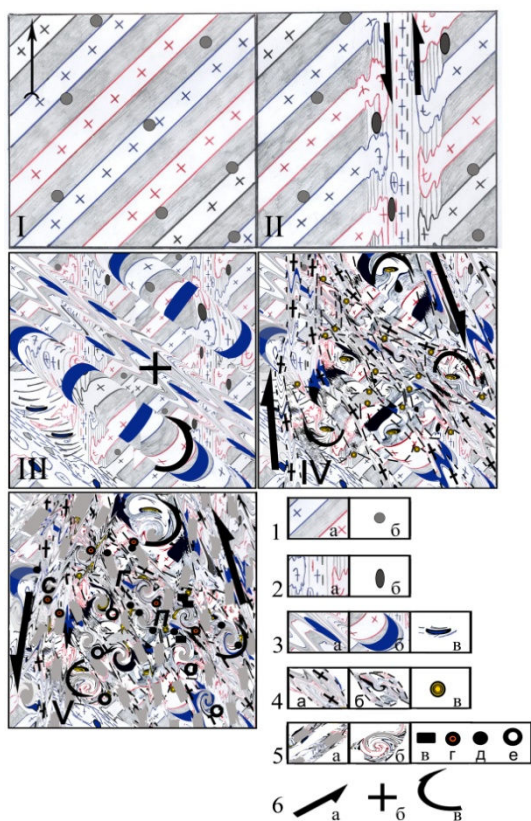 I
II
III
IV
V
с
г
п
а
1 а б
2 а б
3 а б в
4 а б в
5 а б в г д е
6 а б в